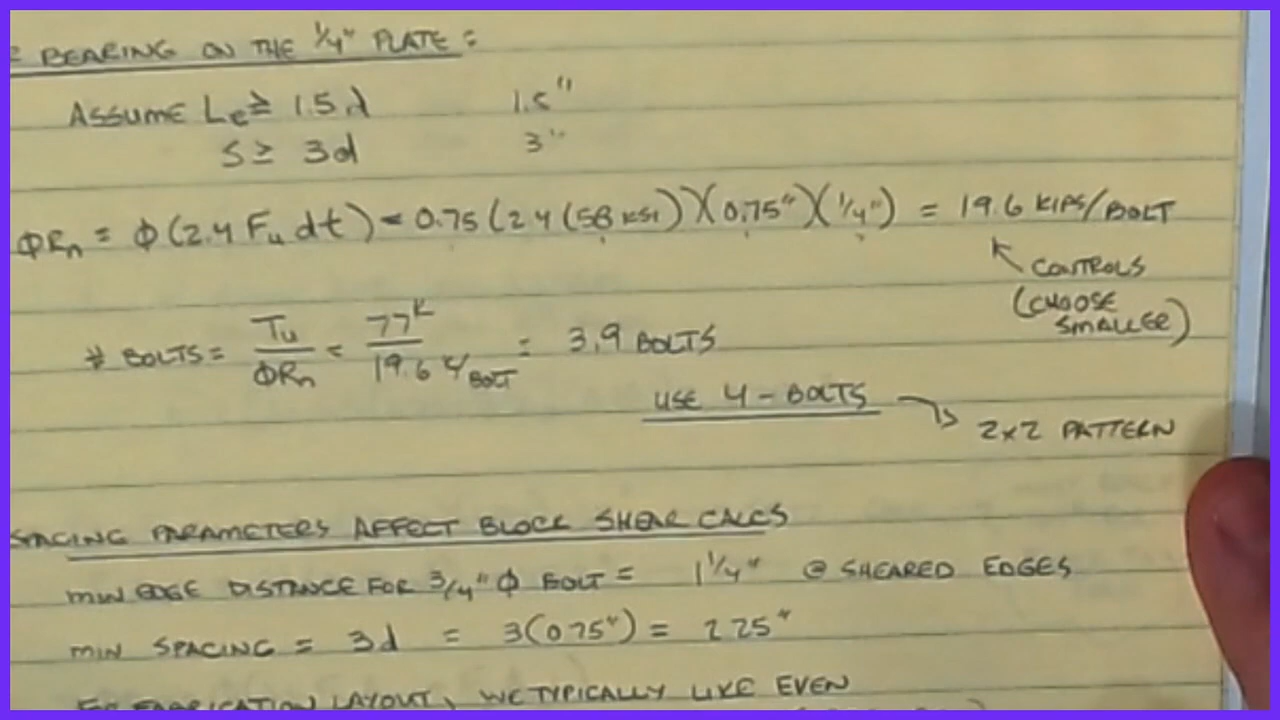 BEARING ON THE 1/4" PLATE:
ASSUME Le ≥ 1.5d 1.5"
S ≥ 3d 3"
ΦRn = Φ(2.4 Fu dt) = 0.75(2.4(58 KSI))(0.75")(1/4") = 19.6 KIPS/BOLT
CONTROLS
(CHOOSE
SMALLER)
# BOLTS = Tu/ΦRn = 77K/19.6 K/BOLT = 3.9 BOLTS
USE 4-BOLTS
2x2 PATTERN
SPACING PARAMETERS AFFECT BLOCK SHEAR CALCS
MIN EDGE DISTANCE FOR 3/4" Φ BOLT = 1 1/4" @ SHEARED EDGES
MIN SPACING = 3d = 3(0.75") = 2.25"
FOR FABRICATION LAYOUT, WE TYPICALLY LIKE EVEN